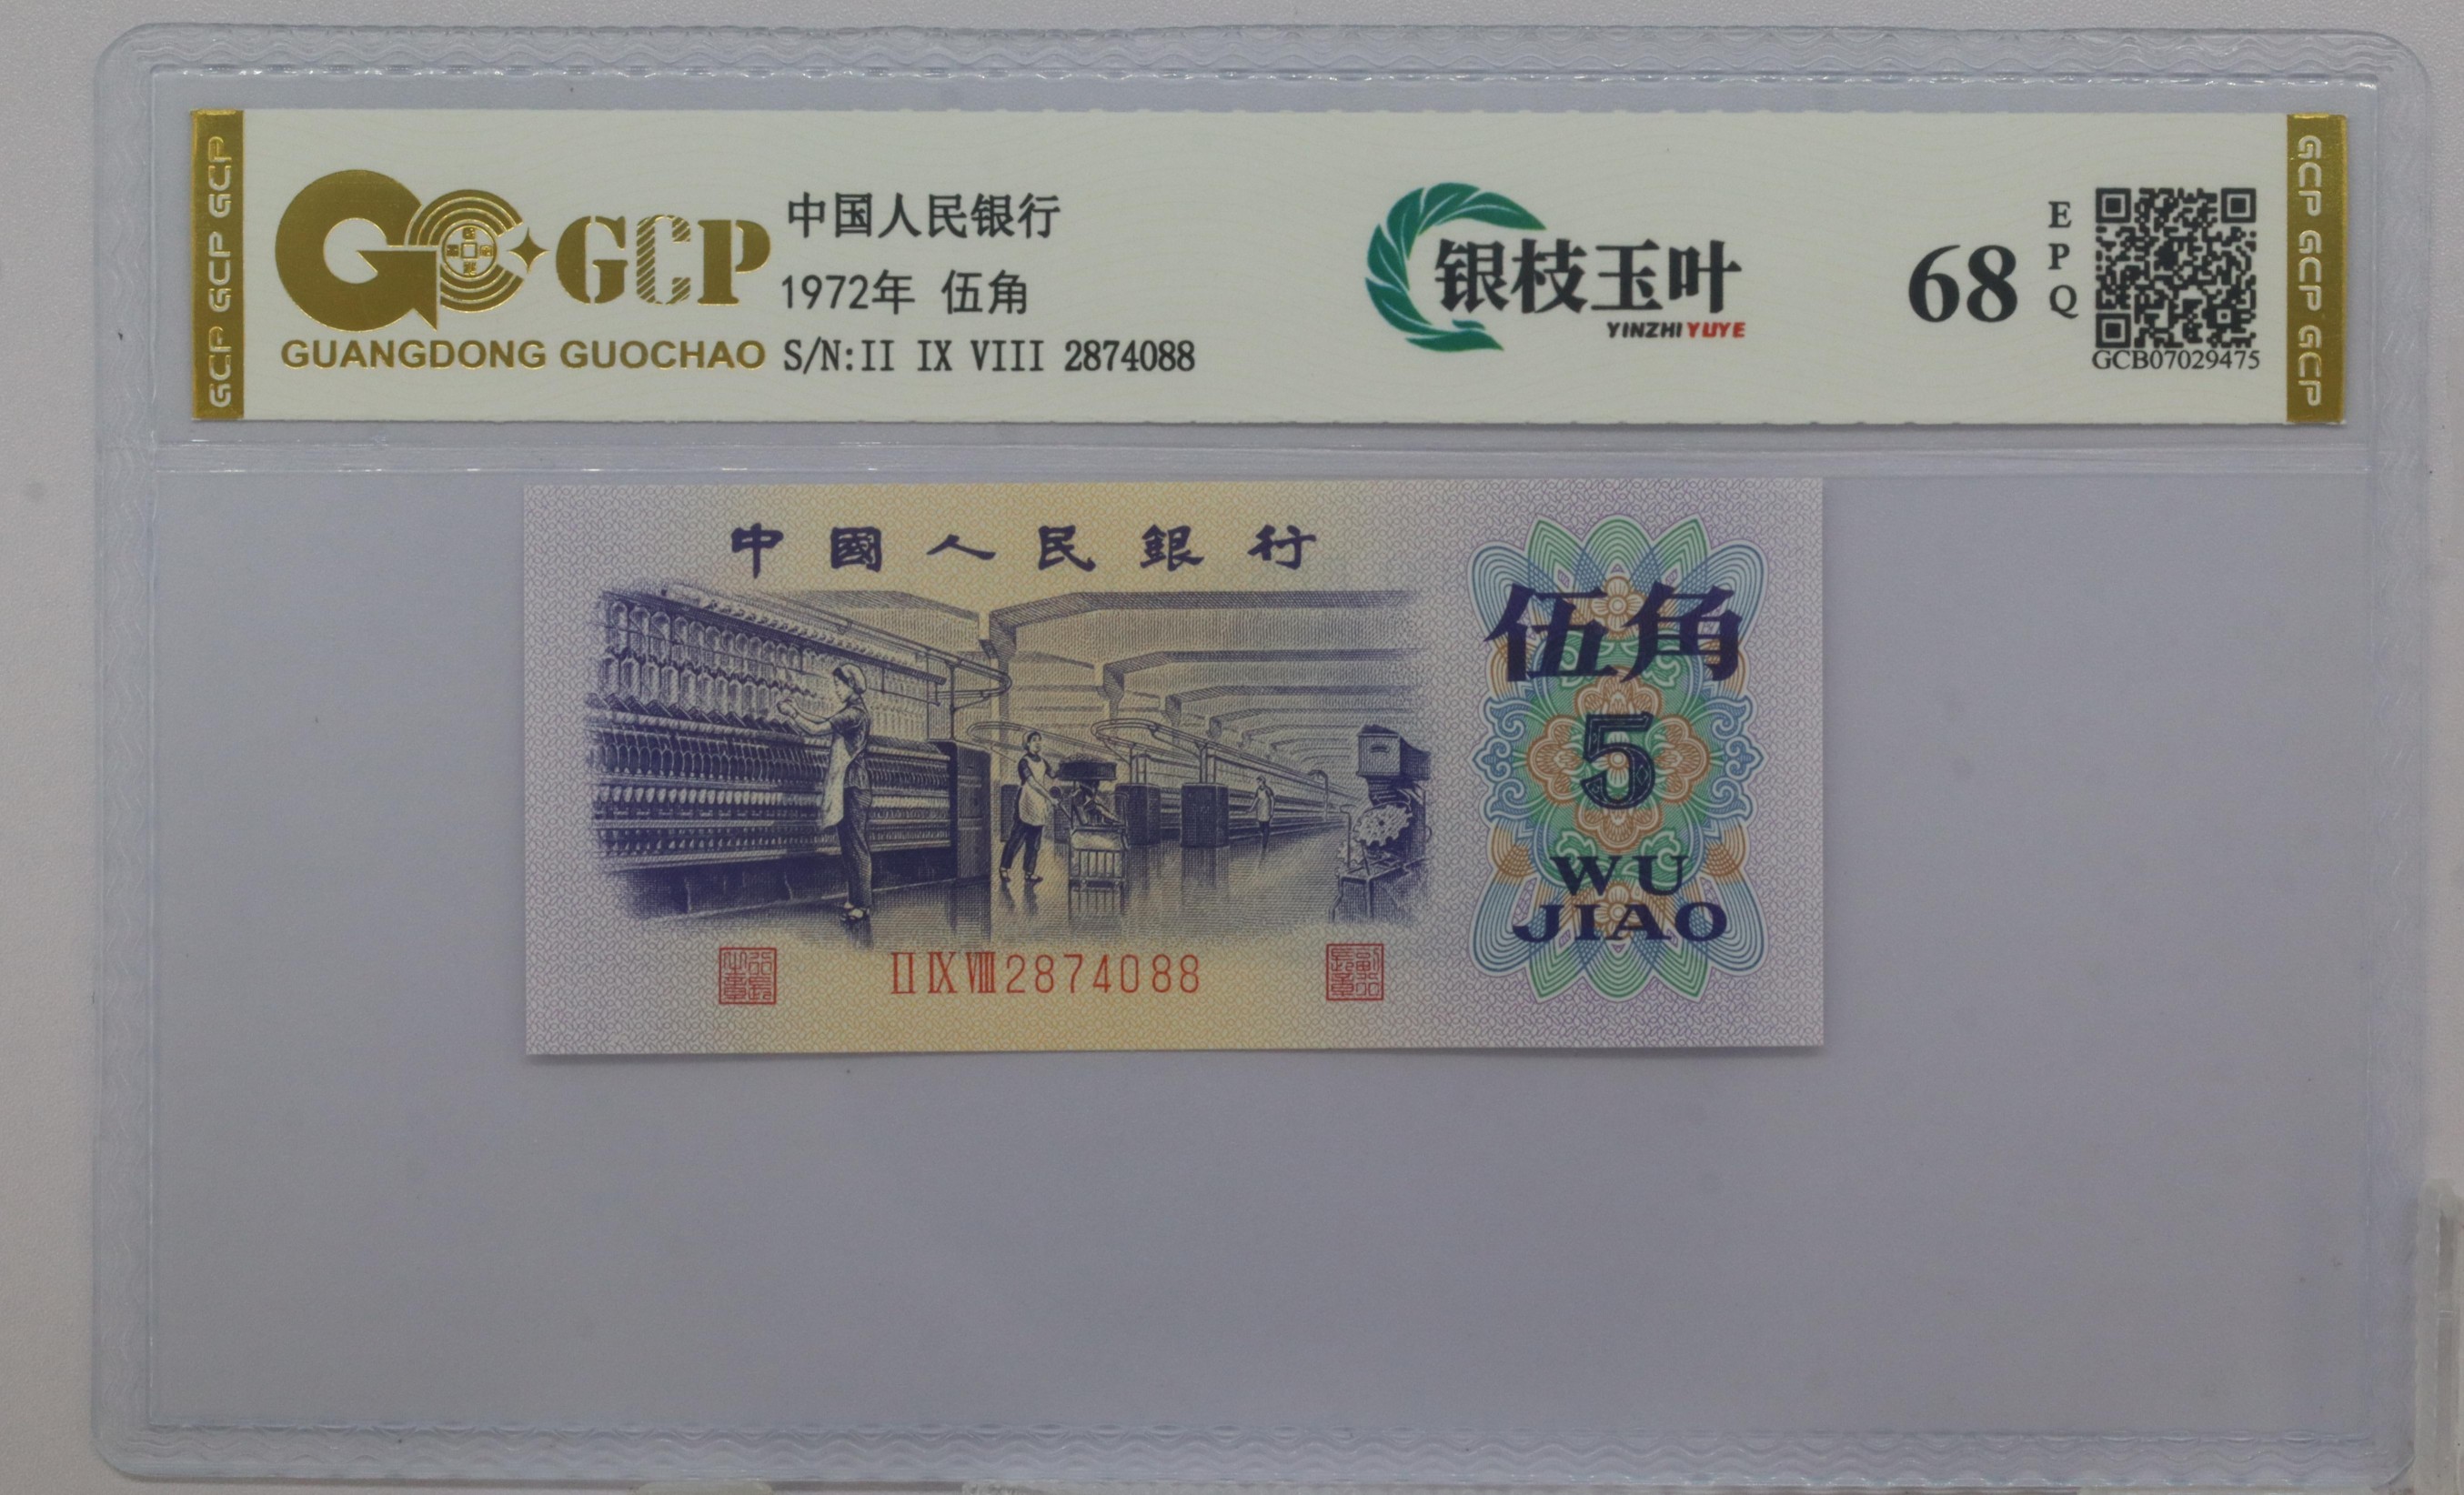 GCP GCP GCP
GCP
GUANGDONG GUOCHAO
中国人民银行
1972年 伍角
S/N:II IX VIII 2874088
银枝玉叶
YINZHIYUYE
68
EPQ
GCB07029475
GCP GCP GCP
中國人民銀行
伍角
5
WU
JIAO
II IX VIII 2874088